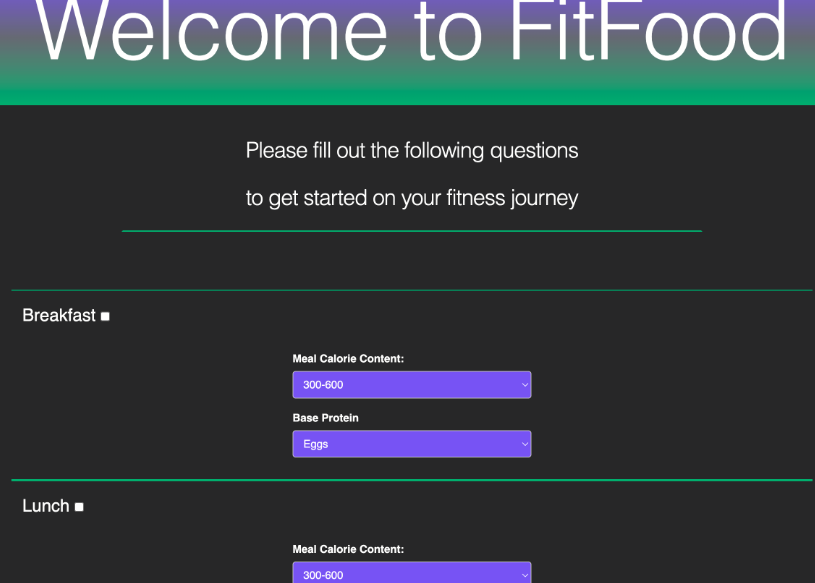 Welcome to FitFood
Please fill out the following questions
to get started on your fitness journey
Breakfast
Meal Calorie Content:
300-600
Base Protein
Eggs
Lunch
Meal Calorie Content:
300-600